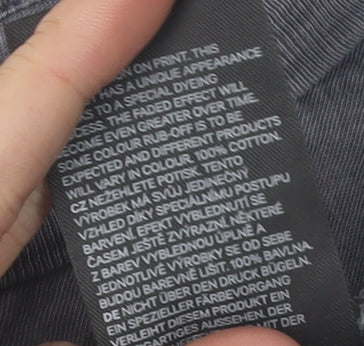 ON PRINT. THIS
HAS A UNIQUE APPEARANCE
TO A SPECIAL DYEING
THE FADED EFFECT WILL
EVEN GREATER OVER TIME.
SOME COLOUR RUB-OFF IS TO BE
EXPECTED AND DIFFERENT PRODUCTS
WILL VARY IN COLOUR. 100% COTTON.
CZ NEŽEHLETE POTISK. TENTO
VÝROBEK MÁ SVŮJ JEDINEČNÝ
VZHLED DÍKY SPECIÁLNÍMU POSTUPU
BARVENÍ. EFEKT VYBLEDNUTÍ SE
ČASEM JEŠTĚ ZVÝRAZNÍ. NĚKTERÉ
Z BAREV VYBLEDNOU ÚPLNĚ A
JEDNOTLIVÉ VÝROBKY SE OD SEBE
BUDOU BAREVNĚ LIŠIT. 100% BAVLNA.
DE NICHT ÜBER DEN DRUCK BÜGELN.
EIN SPEZIELLER FÄRBEVORGANG
VERLEIHT DIESEM PRODUKT EIN
AUSSEHEN. DER
MIT DER